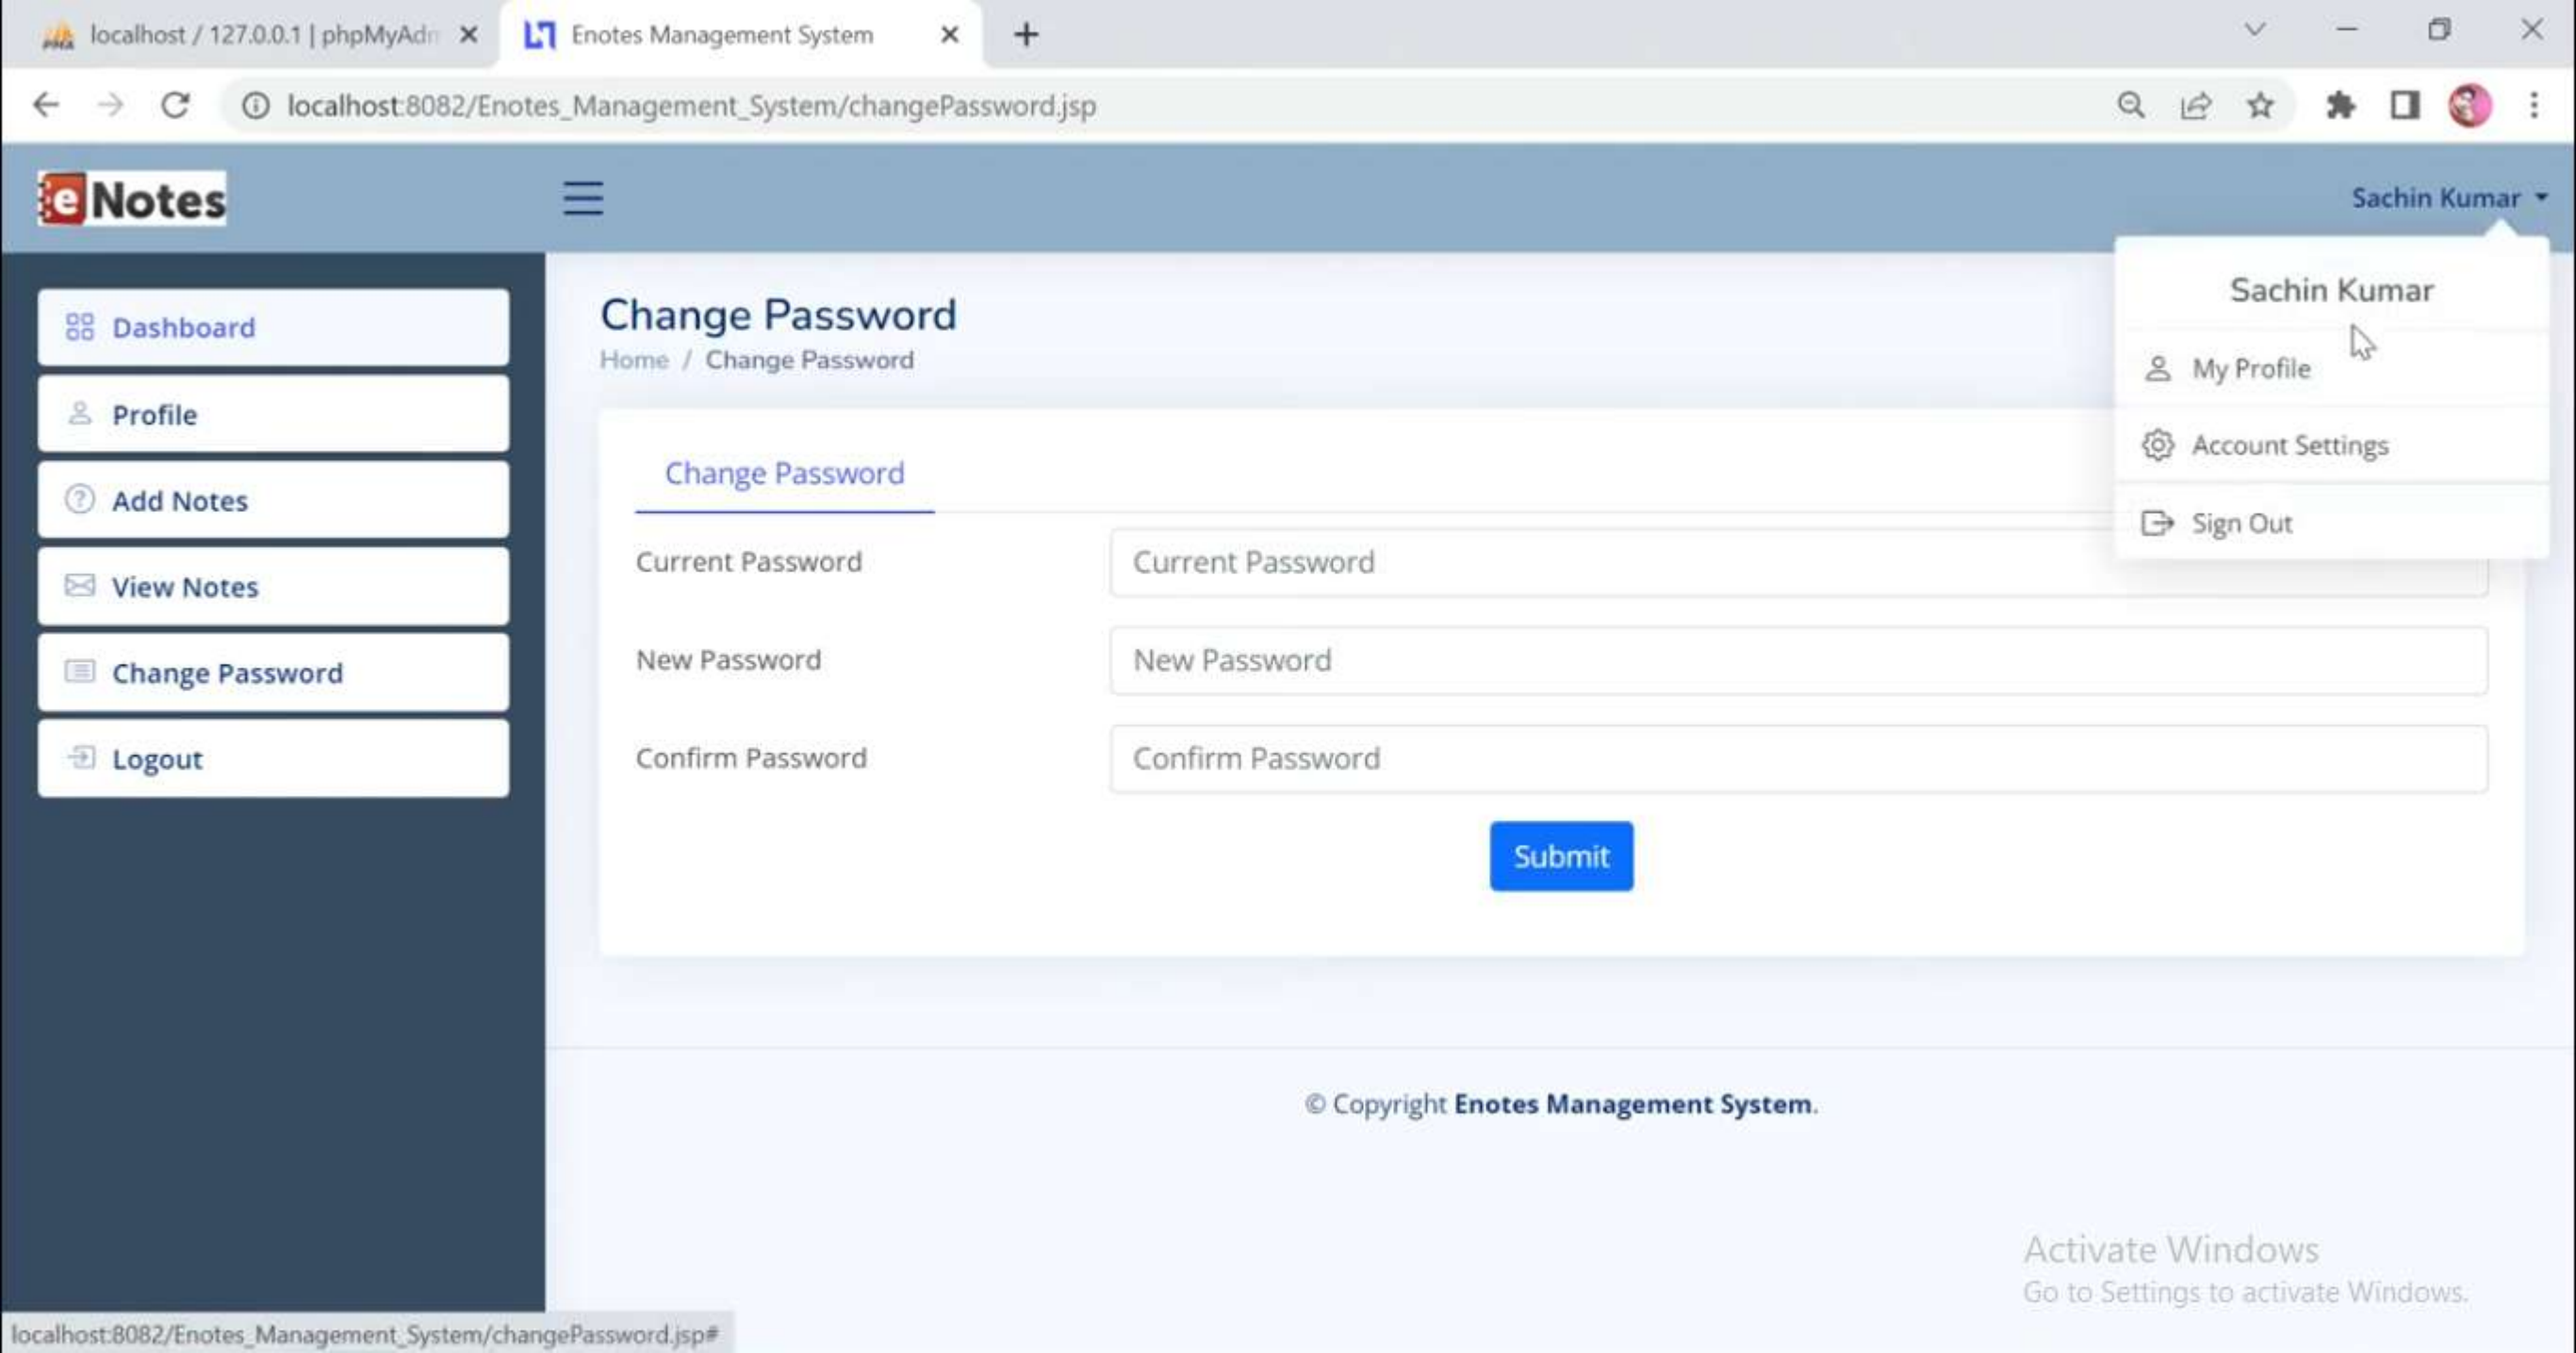 localhost / 127.0.0.1 | phpMyAdn
Enotes Management System
localhost:8082/Enotes_Management_System/changePassword.jsp
eNotes
Sachin Kumar
Sachin Kumar
My Profile
Account Settings
Sign Out
Dashboard
Profile
Add Notes
View Notes
Change Password
Logout
Change Password
Home / Change Password
Change Password
Current Password Current Password
New Password New Password
Confirm Password Confirm Password
Submit
© Copyright Enotes Management System.
Activate Windows
Go to Settings to activate Windows.
localhost:8082/Enotes_Management_System/changePassword.jsp#